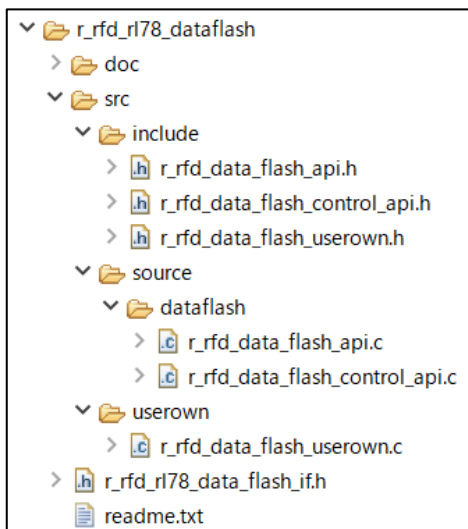 r_rfd_rl78_dataflash
doc
src
include
.h r_rfd_data_flash_api.h
.h r_rfd_data_flash_control_api.h
.h r_rfd_data_flash_userown.h
source
dataflash
.c r_rfd_data_flash_api.c
.c r_rfd_data_flash_control_api.c
userown
.c r_rfd_data_flash_userown.c
.h r_rfd_rl78_data_flash_if.h
readme.txt